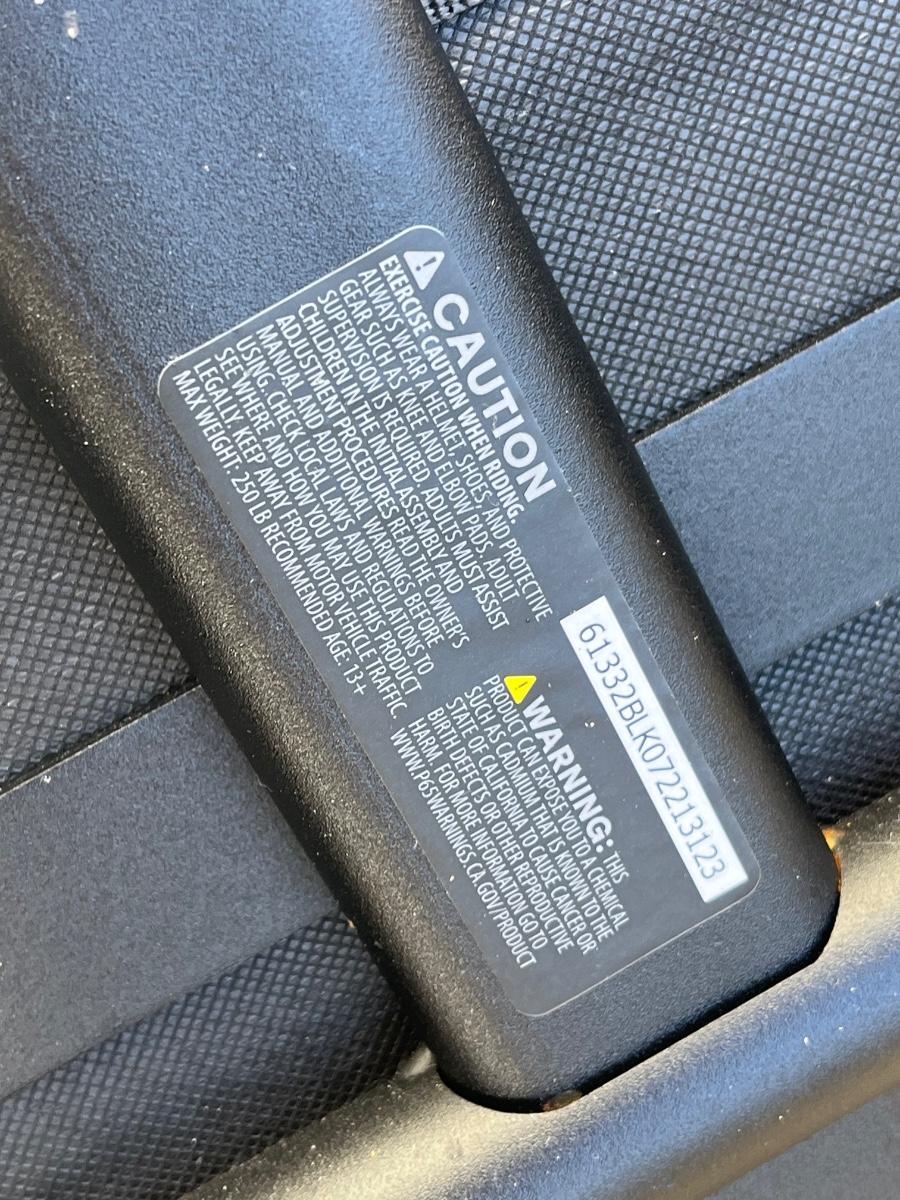 CAUTION
EXERCISE CAUTION WHEN RIDING.
ALWAYS WEAR A HELMET, SHOES, AND PROTECTIVE
GEAR SUCH AS KNEE AND ELBOW PADS. ADULT
SUPERVISION IS REQUIRED. ADULTS MUST ASSIST
CHILDREN IN THE INITIAL ASSEMBLY AND
ADJUSTMENT PROCEDURES READ THE OWNER'S
MANUAL AND ADDITIONAL WARNINGS BEFORE
USING. CHECK LOCAL LAWS AND REGULATIONS TO
SEE WHERE AND HOW YOU MAY USE THIS PRODUCT
LEGALLY. KEEP AWAY FROM MOTOR VEHICLE TRAFFIC.
MAX WEIGHT: 250 LB RECOMMENDED AGE: 13+
61332BLK072213123
WARNING: THIS
PRODUCT CAN EXPOSE YOU TO A CHEMICAL
SUCH AS CADMIUM THAT IS KNOWN TO THE
STATE OF CALIFORNIA TO CAUSE CANCER OR
BIRTH DEFECTS OR OTHER REPRODUCTIVE
HARM. FOR MORE INFORMATION GO TO
WWW.P65WARNINGS.CA.GOV/PRODUCT